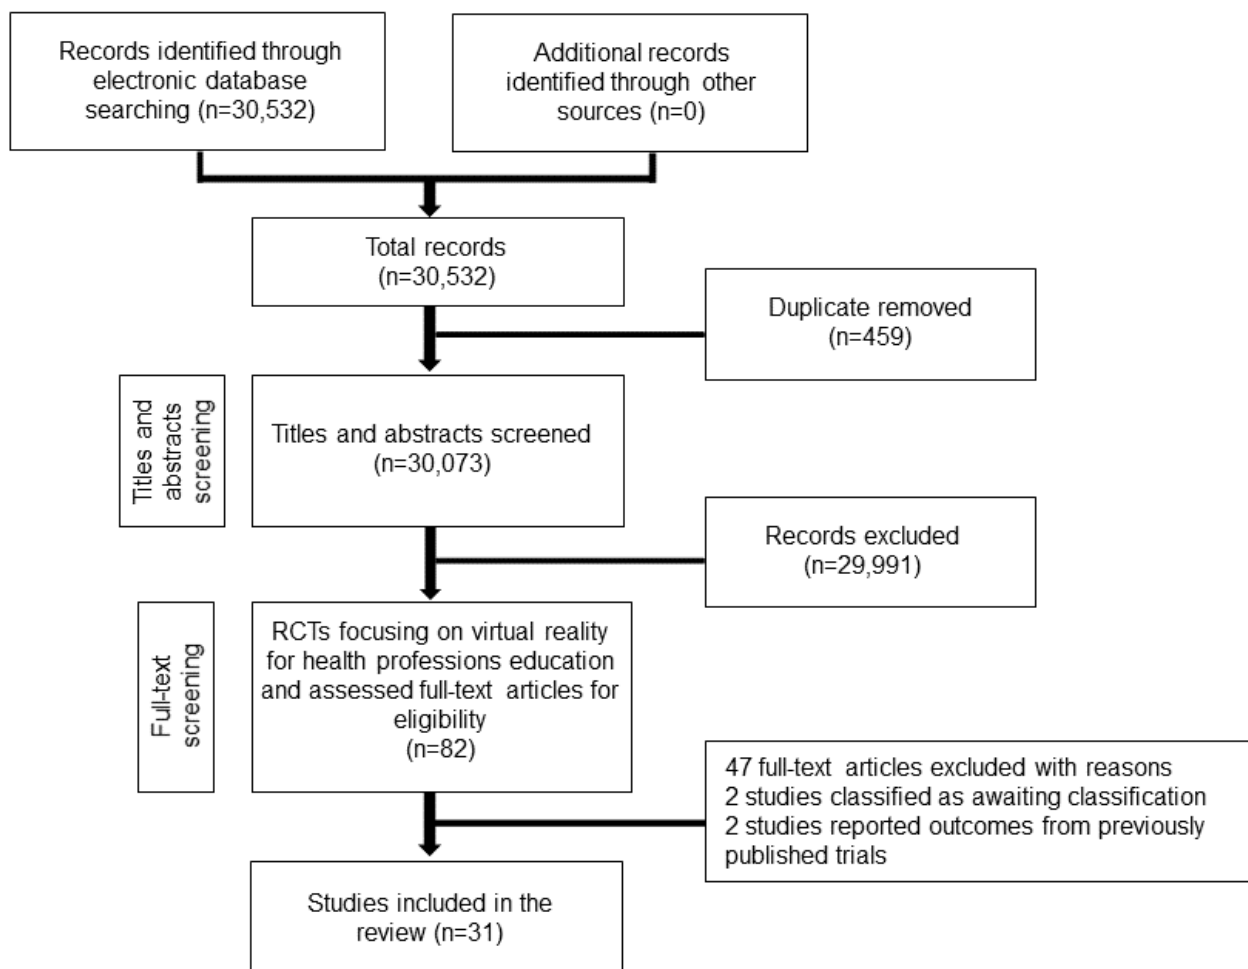 Records identified through
electronic database
searching (n=30,532)
Additional records
identified through other
sources (n=0)
Total records
(n=30,532)
Duplicate removed
(n=459)
Titles and
abstracts
screening
Titles and abstracts screened
(n=30,073)
Records excluded
(n=29,991)
Full-text
screening
RCTs focusing on virtual reality
for health professions education
and assessed full-text articles for
eligibility
(n=82)
47 full-text articles excluded with reasons
2 studies classified as awaiting classification
2 studies reported outcomes from previously
published trials
Studies included in the
review (n=31)